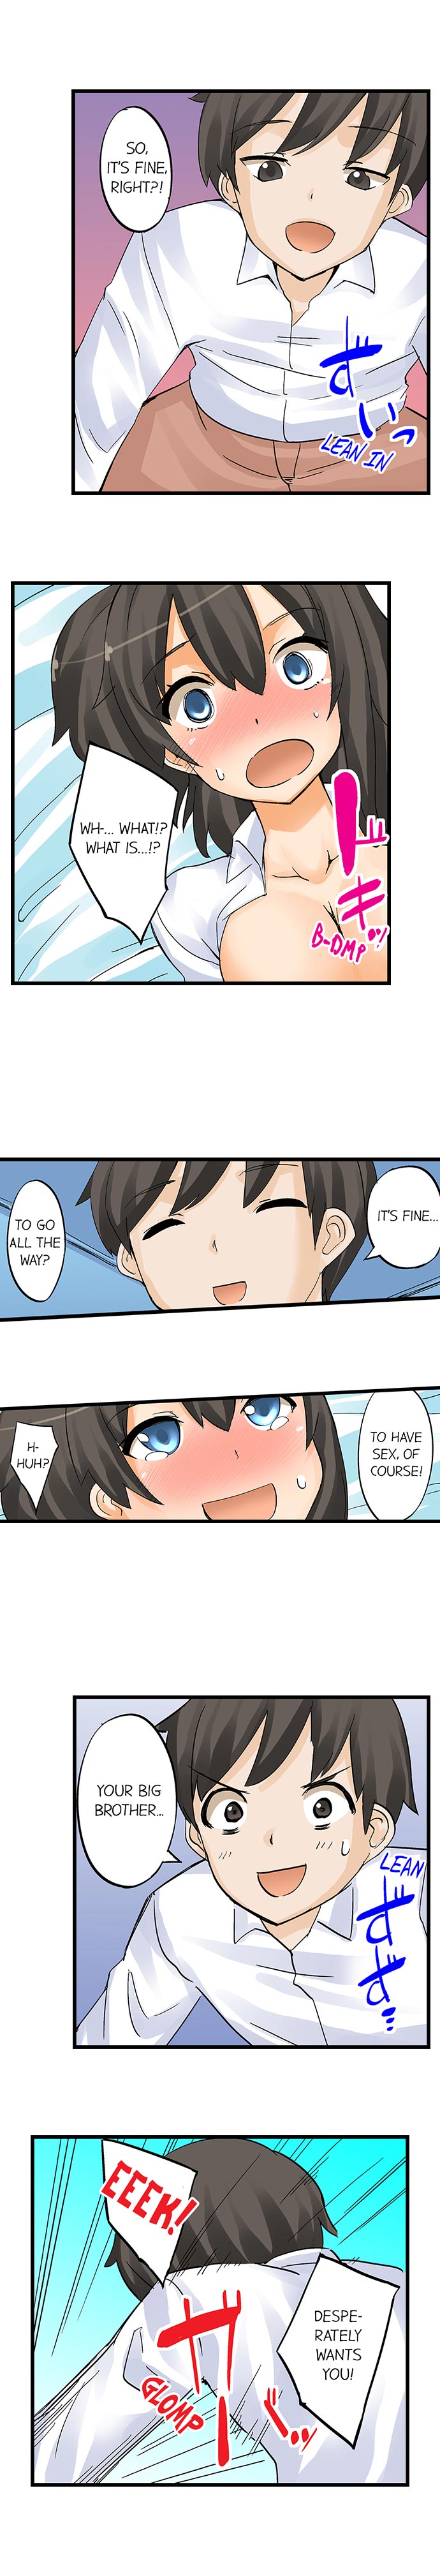 SO,
IT'S FINE,
RIGHT?!
ずいっ
LEAN IN
WH-... WHAT!?
WHAT IS...!?
ドキッ!
B-DMP
IT'S FINE...
TO GO
ALL THE
WAY?
TO HAVE
SEX, OF
COURSE!
H-
HUH?
YOUR BIG
BROTHER...
LEAN
ずず...
EEEK!
ガバッ
GLOMP
DESPE-
RATELY
WANTS
YOU!